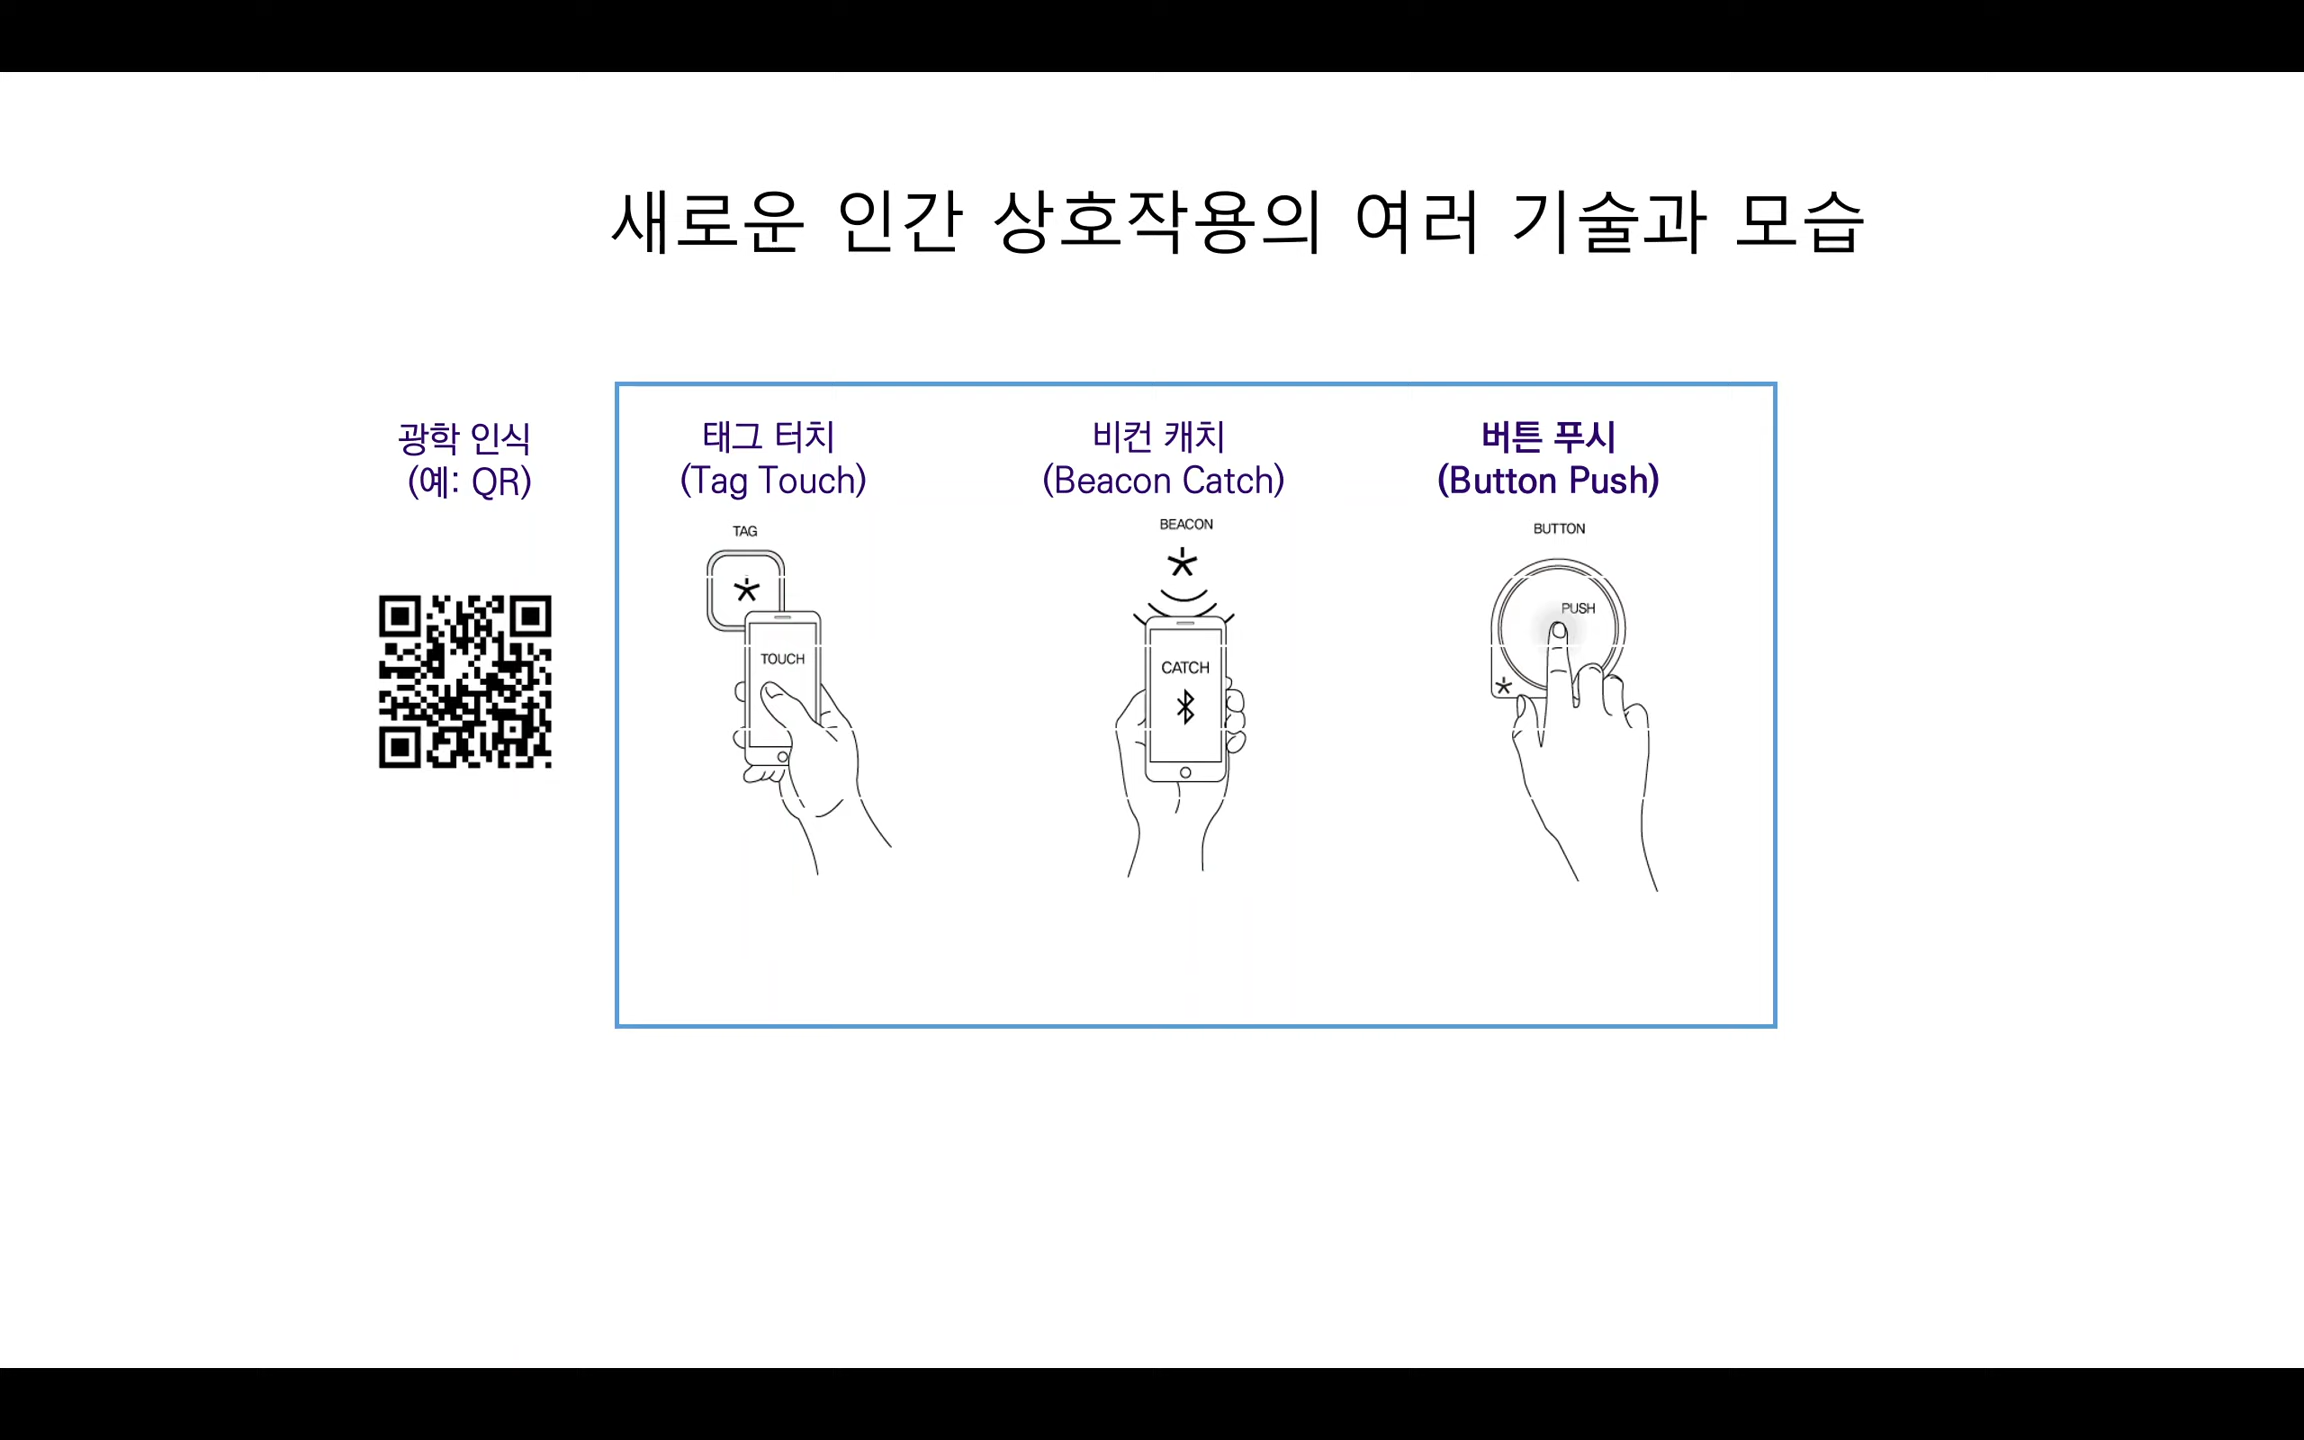 새로운 인간 상호작용의 여러 기술과 모습
광학 인식
(예: QR)
태그 터치
(Tag Touch)
TAG
TOUCH
비컨 캐치
(Beacon Catch)
BEACON
CATCH
버튼 푸시
(Button Push)
BUTTON
PUSH